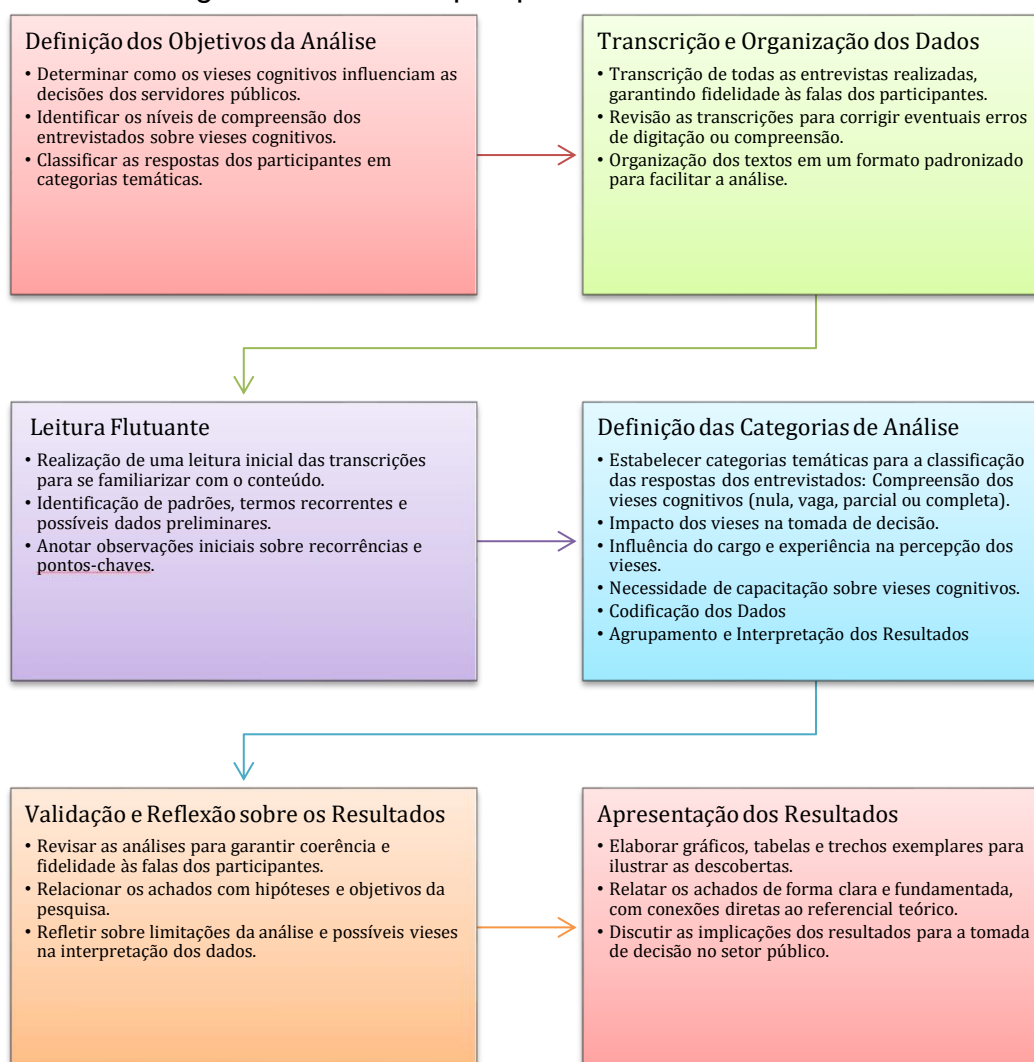 Definição dos Objetivos da Análise
• Determinar como os vieses cognitivos influenciam as
decisões dos servidores públicos.
• Identificar os níveis de compreensão dos
entrevistados sobre vieses cognitivos.
• Classificar as respostas dos participantes em
categorias temáticas.
Transcrição e Organização dos Dados
• Transcrição de todas as entrevistas realizadas,
garantindo fidelidade às falas dos participantes.
• Revisão as transcrições para corrigir eventuais erros
de digitação ou compreensão.
• Organização dos textos em um formato padronizado
para facilitar a análise.
Leitura Flutuante
• Realização de uma leitura inicial das transcrições
para se familiarizar com o conteúdo.
• Identificação de padrões, termos recorrentes e
possíveis dados preliminares.
• Anotar observações iniciais sobre recorrências e
pontos-chaves.
Definição das Categorias de Análise
• Estabelecer categorias temáticas para a classificação
das respostas dos entrevistados: Compreensão dos
vieses cognitivos (nula, vaga, parcial ou completa).
• Impacto dos vieses na tomada de decisão.
• Influência do cargo e experiência na percepção dos
vieses.
• Necessidade de capacitação sobre vieses cognitivos.
• Codificação dos Dados
• Agrupamento e Interpretação dos Resultados
Validação e Reflexão sobre os Resultados
• Revisar as análises para garantir coerência e
fidelidade às falas dos participantes.
• Relacionar os achados com hipóteses e objetivos da
pesquisa.
• Refletir sobre limitações da análise e possíveis vieses
na interpretação dos dados.
Apresentação dos Resultados
• Elaborar gráficos, tabelas e trechos exemplares para
ilustrar as descobertas.
• Relatar os achados de forma clara e fundamentada,
com conexões diretas ao referencial teórico.
• Discutir as implicações dos resultados para a tomada
de decisão no setor público.